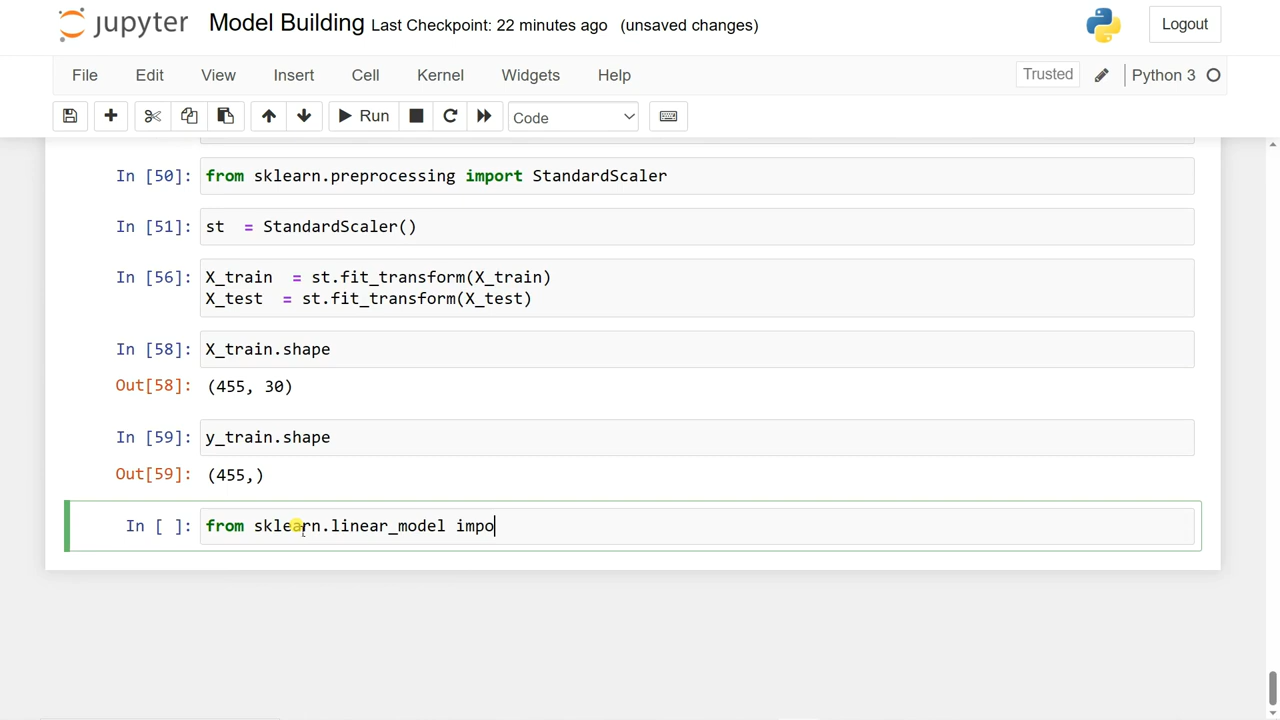 jupyter Model Building Last Checkpoint: 22 minutes ago (unsaved changes) Logout
File Edit View Insert Cell Kernel Widgets Help Trusted Python 3
Run Code
In [50]: from sklearn.preprocessing import StandardScaler
In [51]: st  = StandardScaler()
In [56]: X_train  = st.fit_transform(X_train)
X_test  = st.fit_transform(X_test)
In [58]: X_train.shape
Out[58]: (455, 30)
In [59]: y_train.shape
Out[59]: (455,)
In [ ]: from sklearn.linear_model impo